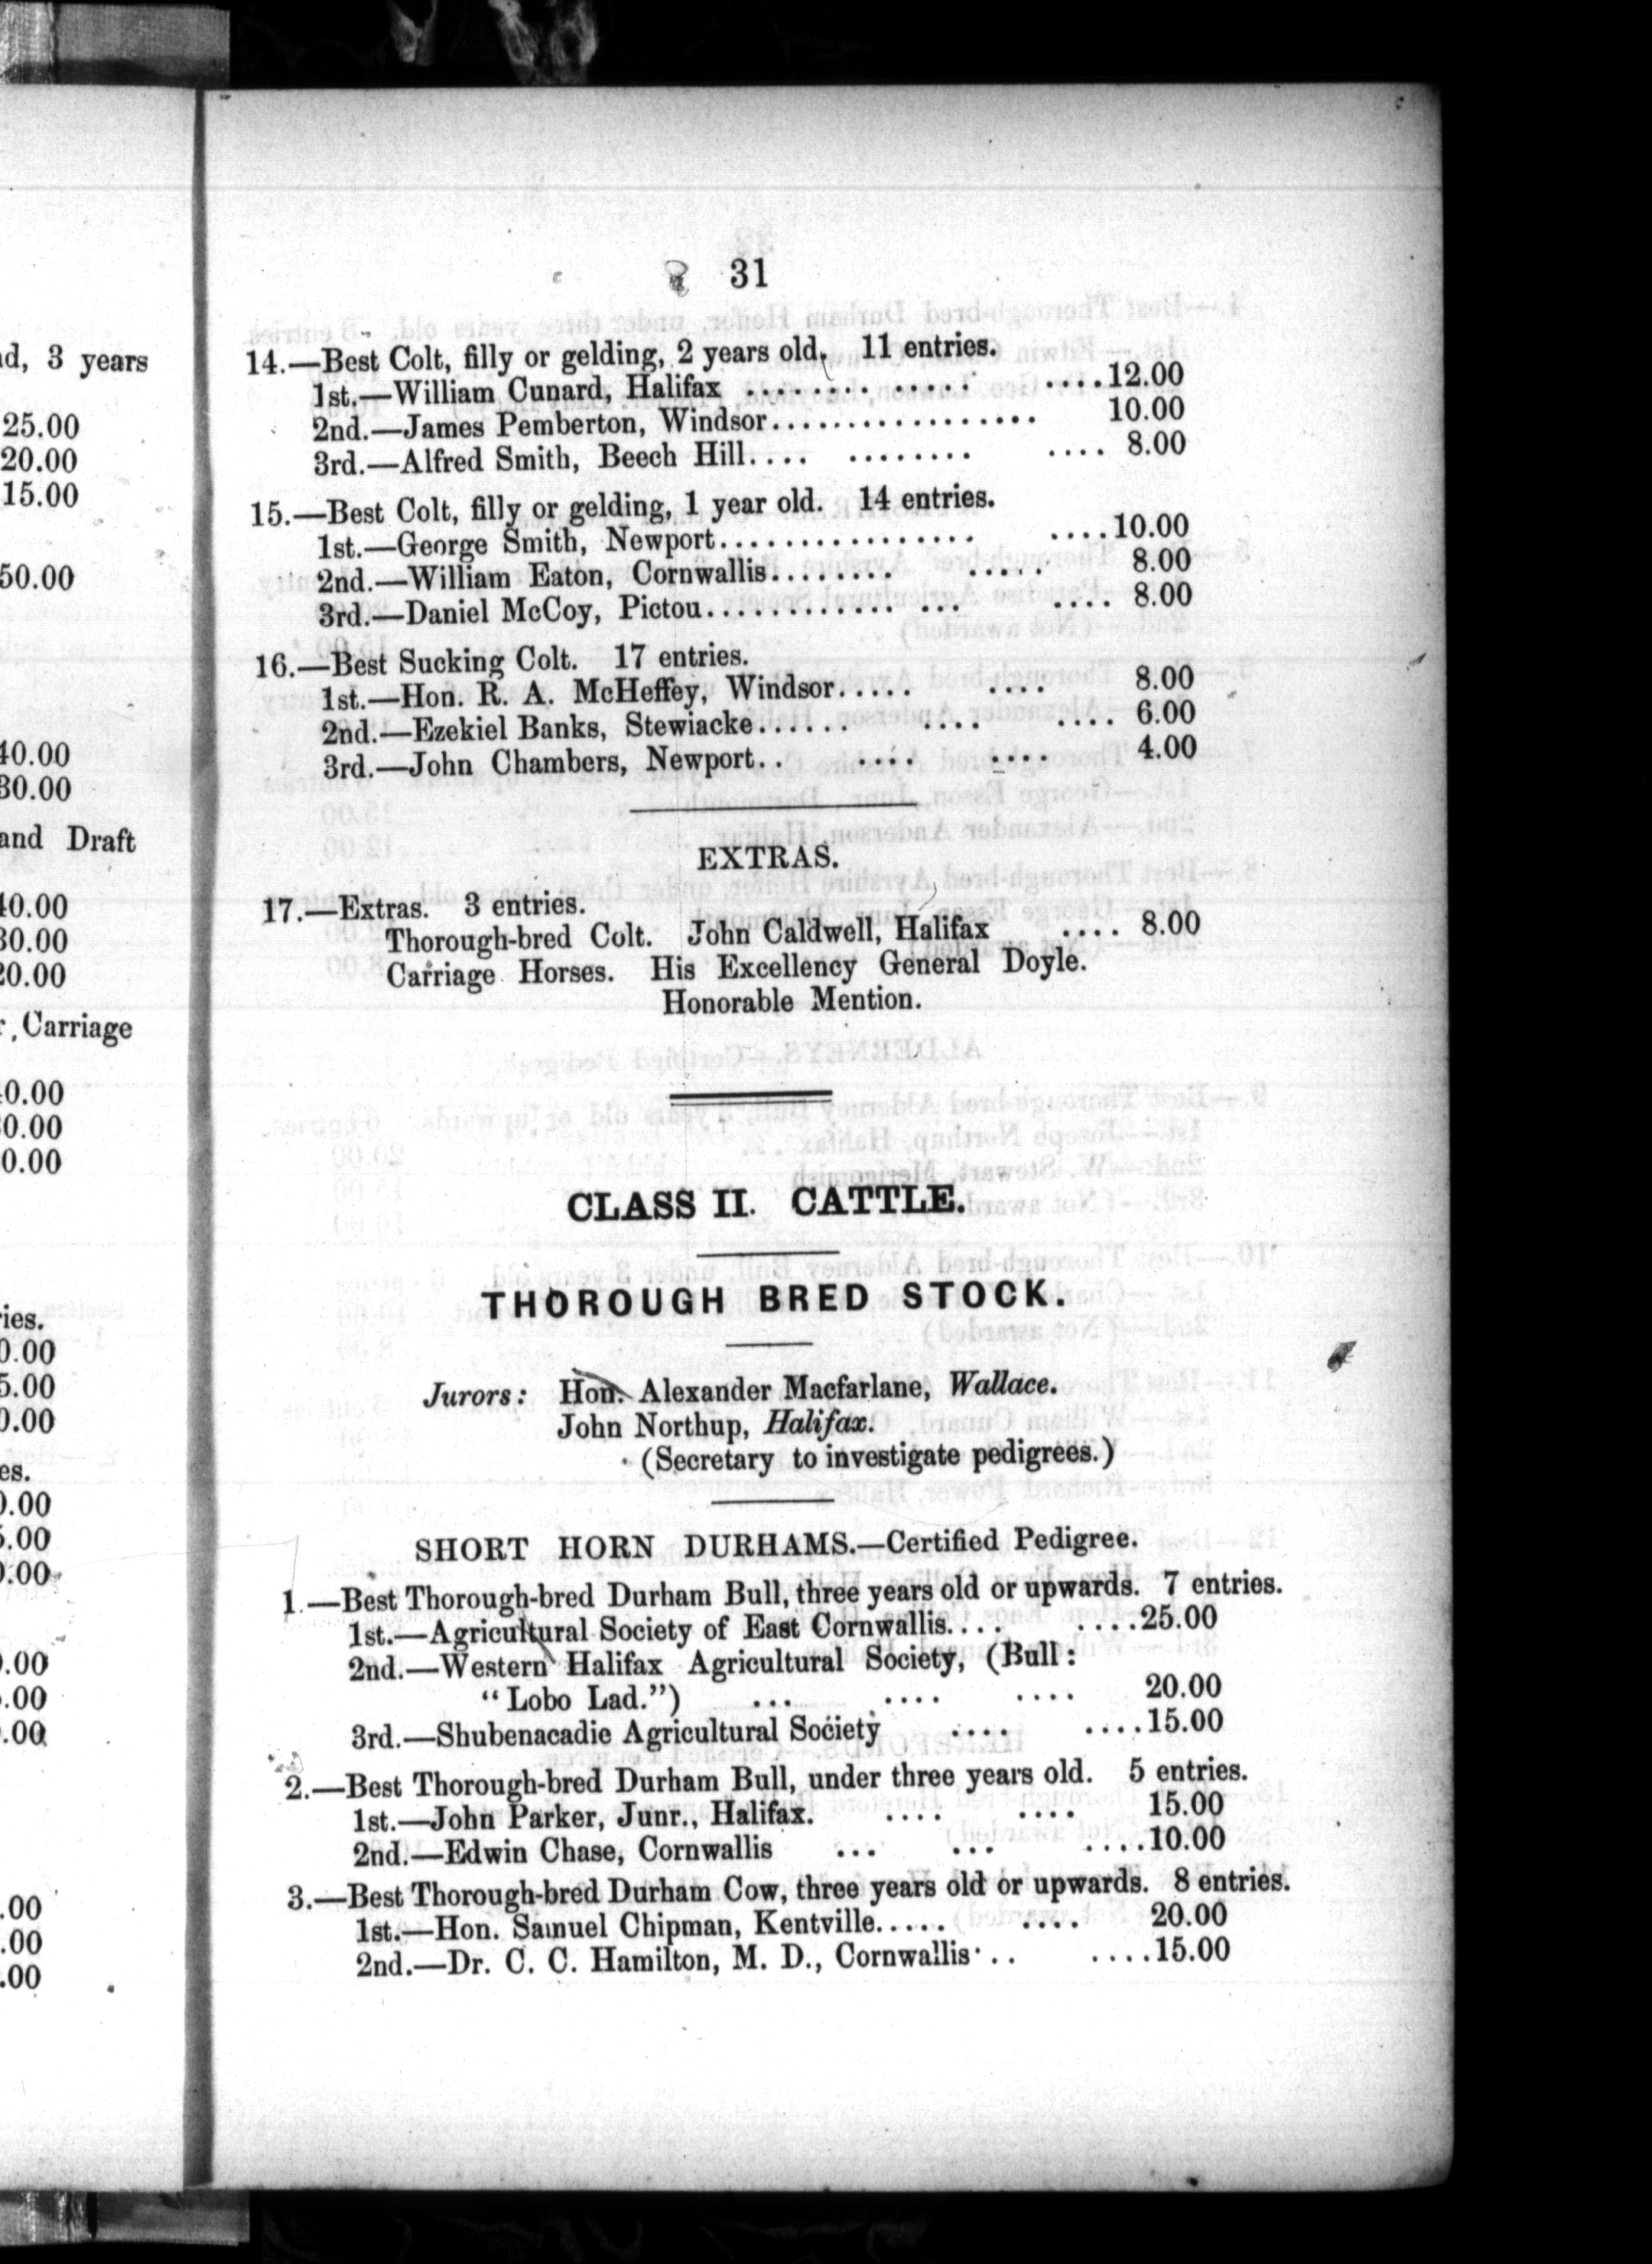 31
14.—Best Colt, filly or gelding, 2 years old. 11 entries.
1st.—William Cunard, Halifax ........ ..... ....12.00
2nd.—James Pemberton, Windsor................. 10.00
3rd.—Alfred Smith, Beech Hill.... ........ .... 8.00
15.—Best Colt, filly or gelding, 1 year old. 14 entries.
1st.—George Smith, Newport................ ....10.00
2nd.—William Eaton, Cornwallis........ ..... 8.00
3rd.—Daniel McCoy, Pictou............ ... .... 8.00
16.—Best Sucking Colt. 17 entries.
1st.—Hon. R. A. McHeffey, Windsor..... .... 8.00
2nd.—Ezekiel Banks, Stewiacke...... .... .... 6.00
3rd.—John Chambers, Newport.. .... .... 4.00
EXTRAS.
17.—Extras. 3 entries.
Thorough-bred Colt. John Caldwell, Halifax .... 8.00
Carriage Horses. His Excellency General Doyle.
Honorable Mention.
CLASS II. CATTLE.
THOROUGH BRED STOCK.
Jurors: Hon. Alexander Macfarlane, Wallace.
John Northup, Halifax.
(Secretary to investigate pedigrees.)
SHORT HORN DURHAMS.—Certified Pedigree.
1.—Best Thorough-bred Durham Bull, three years old or upwards. 7 entries.
1st.—Agricultural Society of East Cornwallis.... ....25.00
2nd.—Western Halifax Agricultural Society, (Bull:
"Lobo Lad.") ... .... .... 20.00
3rd.—Shubenacadie Agricultural Society .... ....15.00
2.—Best Thorough-bred Durham Bull, under three years old. 5 entries.
1st.—John Parker, Junr., Halifax. .... .... 15.00
2nd.—Edwin Chase, Cornwallis ... ... ....10.00
3.—Best Thorough-bred Durham Cow, three years old or upwards. 8 entries.
1st.—Hon. Samuel Chipman, Kentville..... .... 20.00
2nd.—Dr. C. C. Hamilton, M. D., Cornwallis... ....15.00